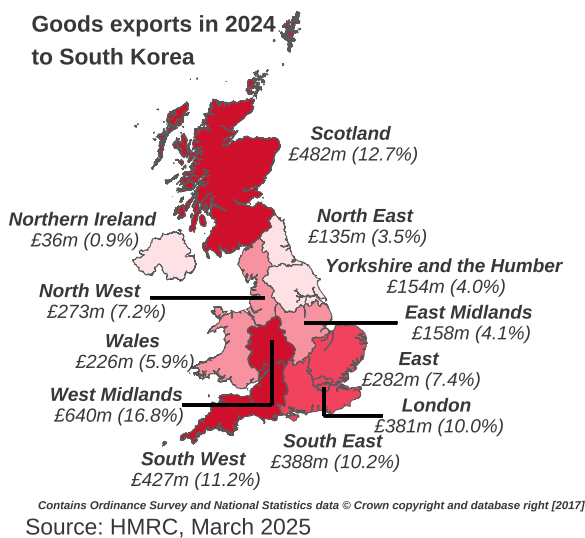 Goods exports in 2024
to South Korea
Scotland
£482m (12.7%)
Northern Ireland
£36m (0.9%)
North East
£135m (3.5%)
Yorkshire and the Humber
£154m (4.0%)
North West
£273m (7.2%)
East Midlands
£158m (4.1%)
Wales
£226m (5.9%)
East
£282m (7.4%)
West Midlands
£640m (16.8%)
London
£381m (10.0%)
South East
£388m (10.2%)
South West
£427m (11.2%)
Contains Ordinance Survey and National Statistics data © Crown copyright and database right [2017]
Source: HMRC, March 2025